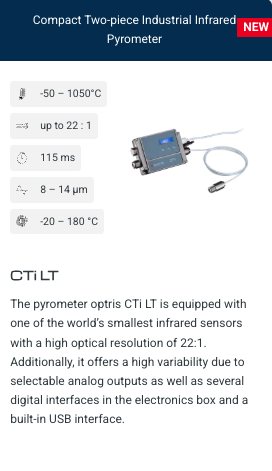 Compact Two-piece Industrial Infrared
Pyrometer
NEW
-50 – 1050°C
up to 22 : 1
115 ms
8 – 14 µm
-20 – 180 °C
CTi LT
The pyrometer optris CTi LT is equipped with
one of the world's smallest infrared sensors
with a high optical resolution of 22:1.
Additionally, it offers a high variability due to
selectable analog outputs as well as several
digital interfaces in the electronics box and a
built-in USB interface.